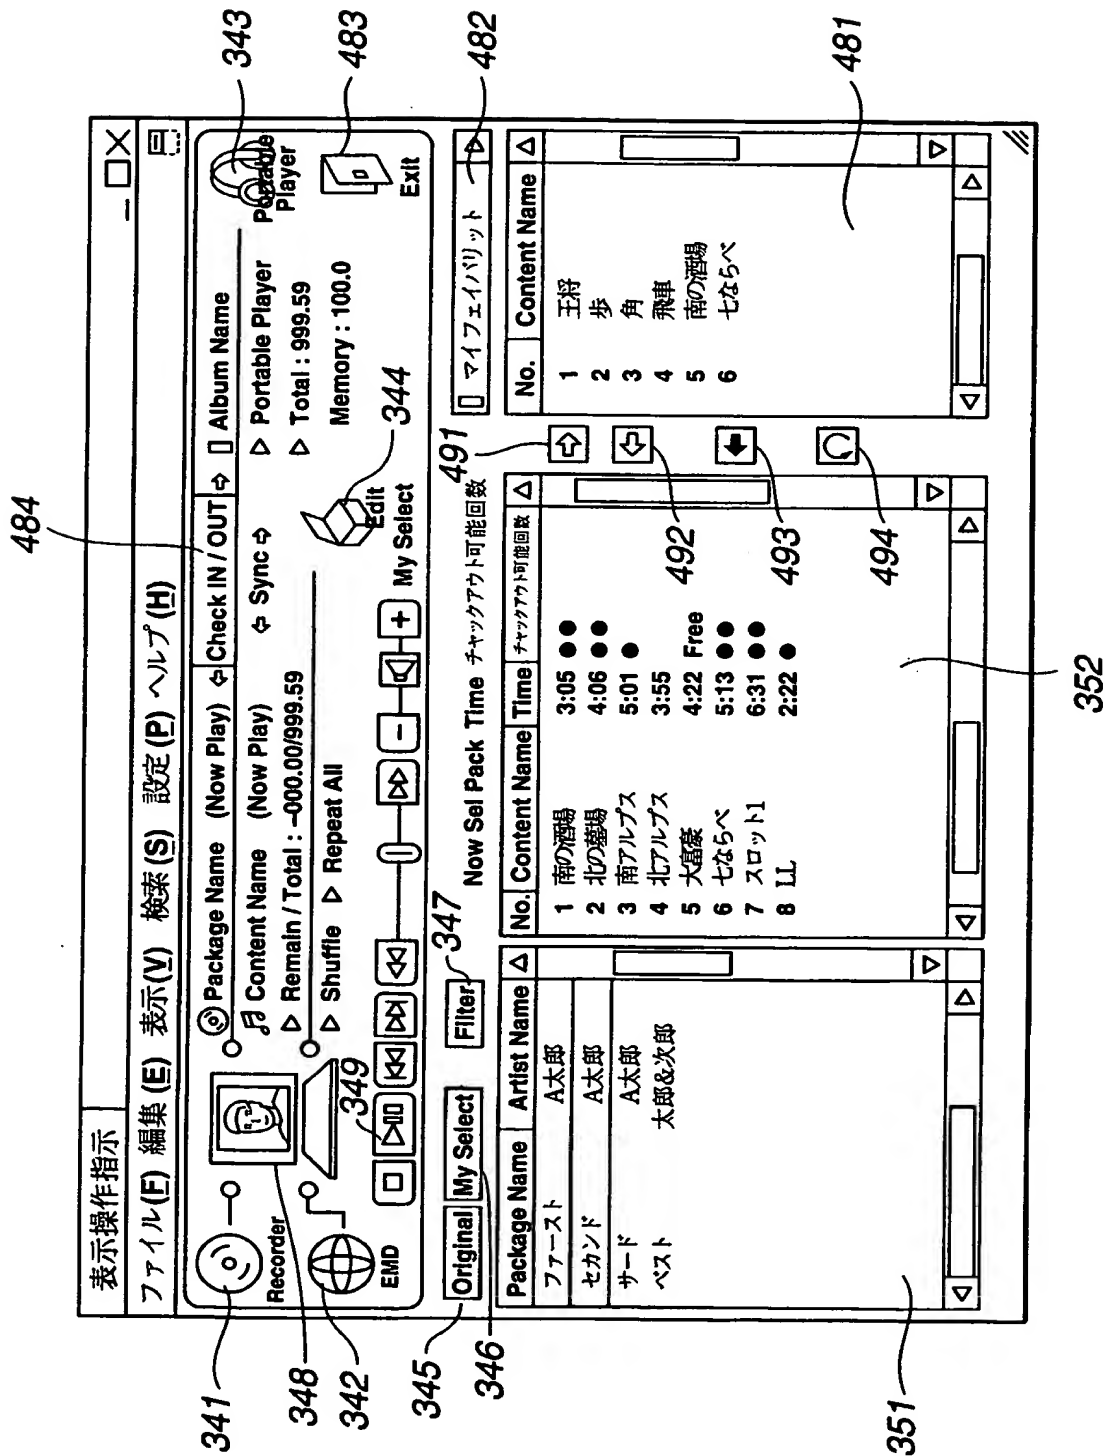 484
表示操作指示
ファイル(F) 編集(E) 表示(V) 検索(S) 設定(P) ヘルプ(H)
341
Recorder
348
342
EMD
349
Package Name (Now Play)
Check IN / OUT
Album Name
Content Name (Now Play)
Sync
Portable Player
Remain / Total : –000.00/999.59
Total : 999.59
Shuffle
Repeat All
Memory : 100.0
Portable Player
343
Edit
My Select
344
Exit
483
345
Original
My Select
346
Filter
347
Now Sel Pack Time チャックアウト可能回数
491
マイフェイバリット
482
Package Name Artist Name
ファースト A太郎
セカンド A太郎
サード A太郎
ベスト 太郎&次郎
351
No. Content Name Time チャックアウト可能回数
1 南の酒場 3:05 ●●
2 北の墓場 4:06 ●●
3 南アルプス 5:01 ●
4 北アルプス 3:55
5 大富豪 4:22 Free
6 七ならべ 5:13 ●●
7 スロット1 6:31 ●●
8 LL 2:22 ●
352
492
493
494
No. Content Name
1 王将
2 歩
3 角
4 飛車
5 南の酒場
6 七ならべ
481